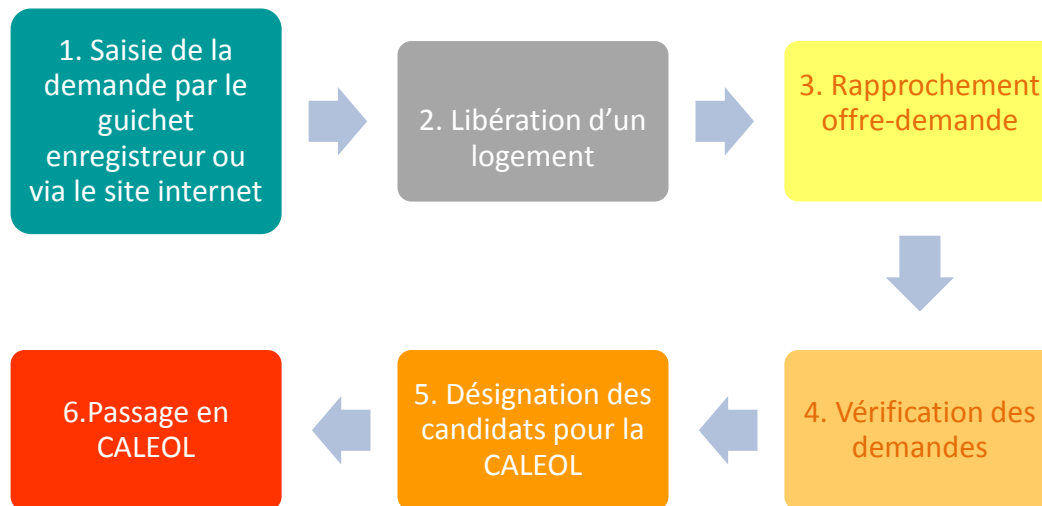 1. Saisie de la
demande par le
guichet
enregistreur ou
via le site internet
2. Libération d’un
logement
3. Rapprochement
offre-demande
4. Vérification des
demandes
5. Désignation des
candidats pour la
CALEOL
6.Passage en
CALEOL